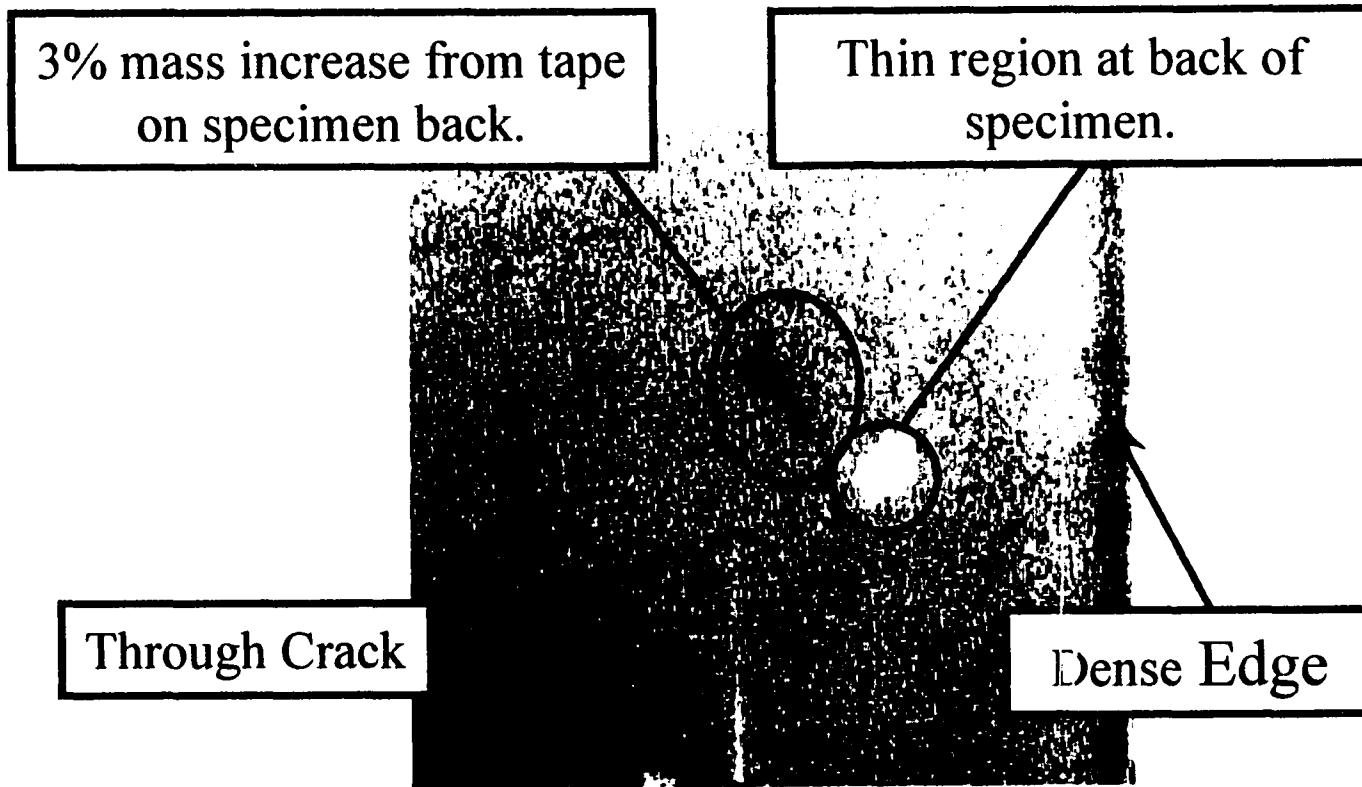 3% mass increase from tape
on specimen back.
Thin region at back of
specimen.
Through Crack
Dense Edge